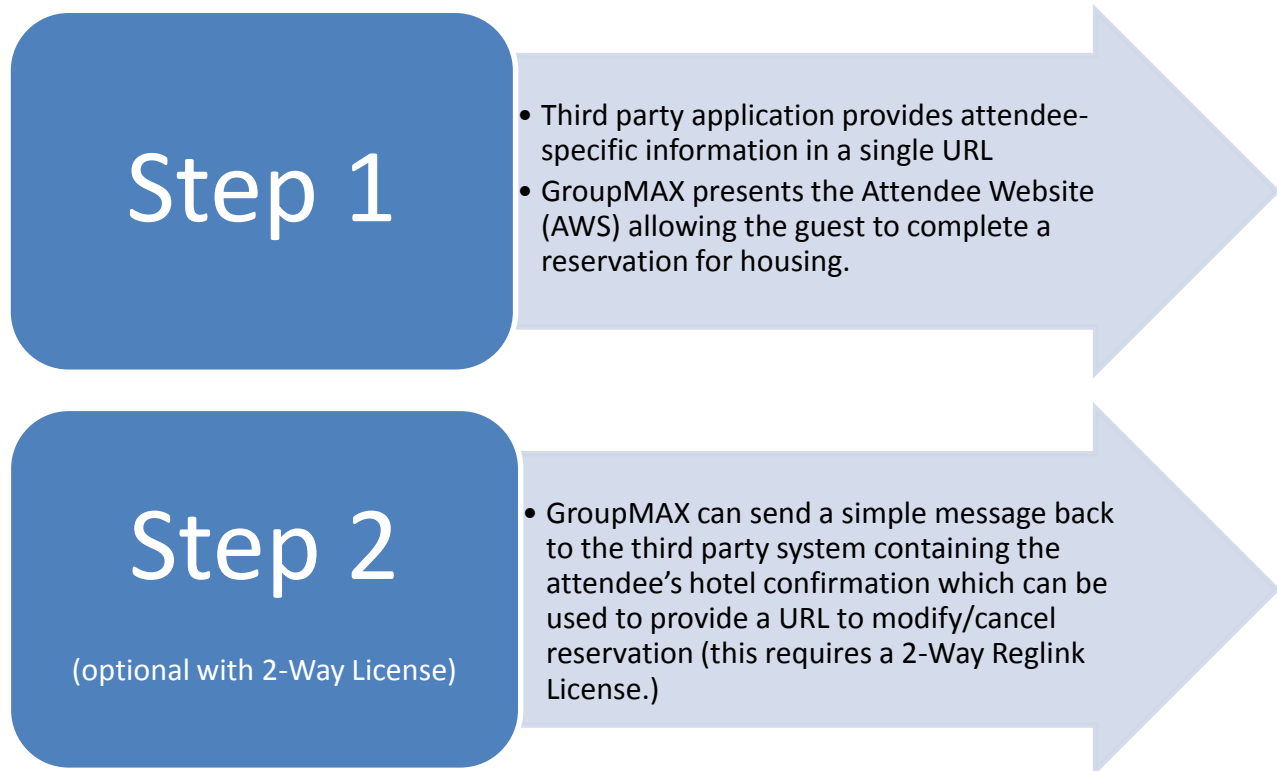 Step 1
• Third party application provides attendee-
specific information in a single URL
• GroupMAX presents the Attendee Website
(AWS) allowing the guest to complete a
reservation for housing.
Step 2
(optional with 2-Way License)
• GroupMAX can send a simple message back
to the third party system containing the
attendee’s hotel confirmation which can be
used to provide a URL to modify/cancel
reservation (this requires a 2-Way Reglink
License.)